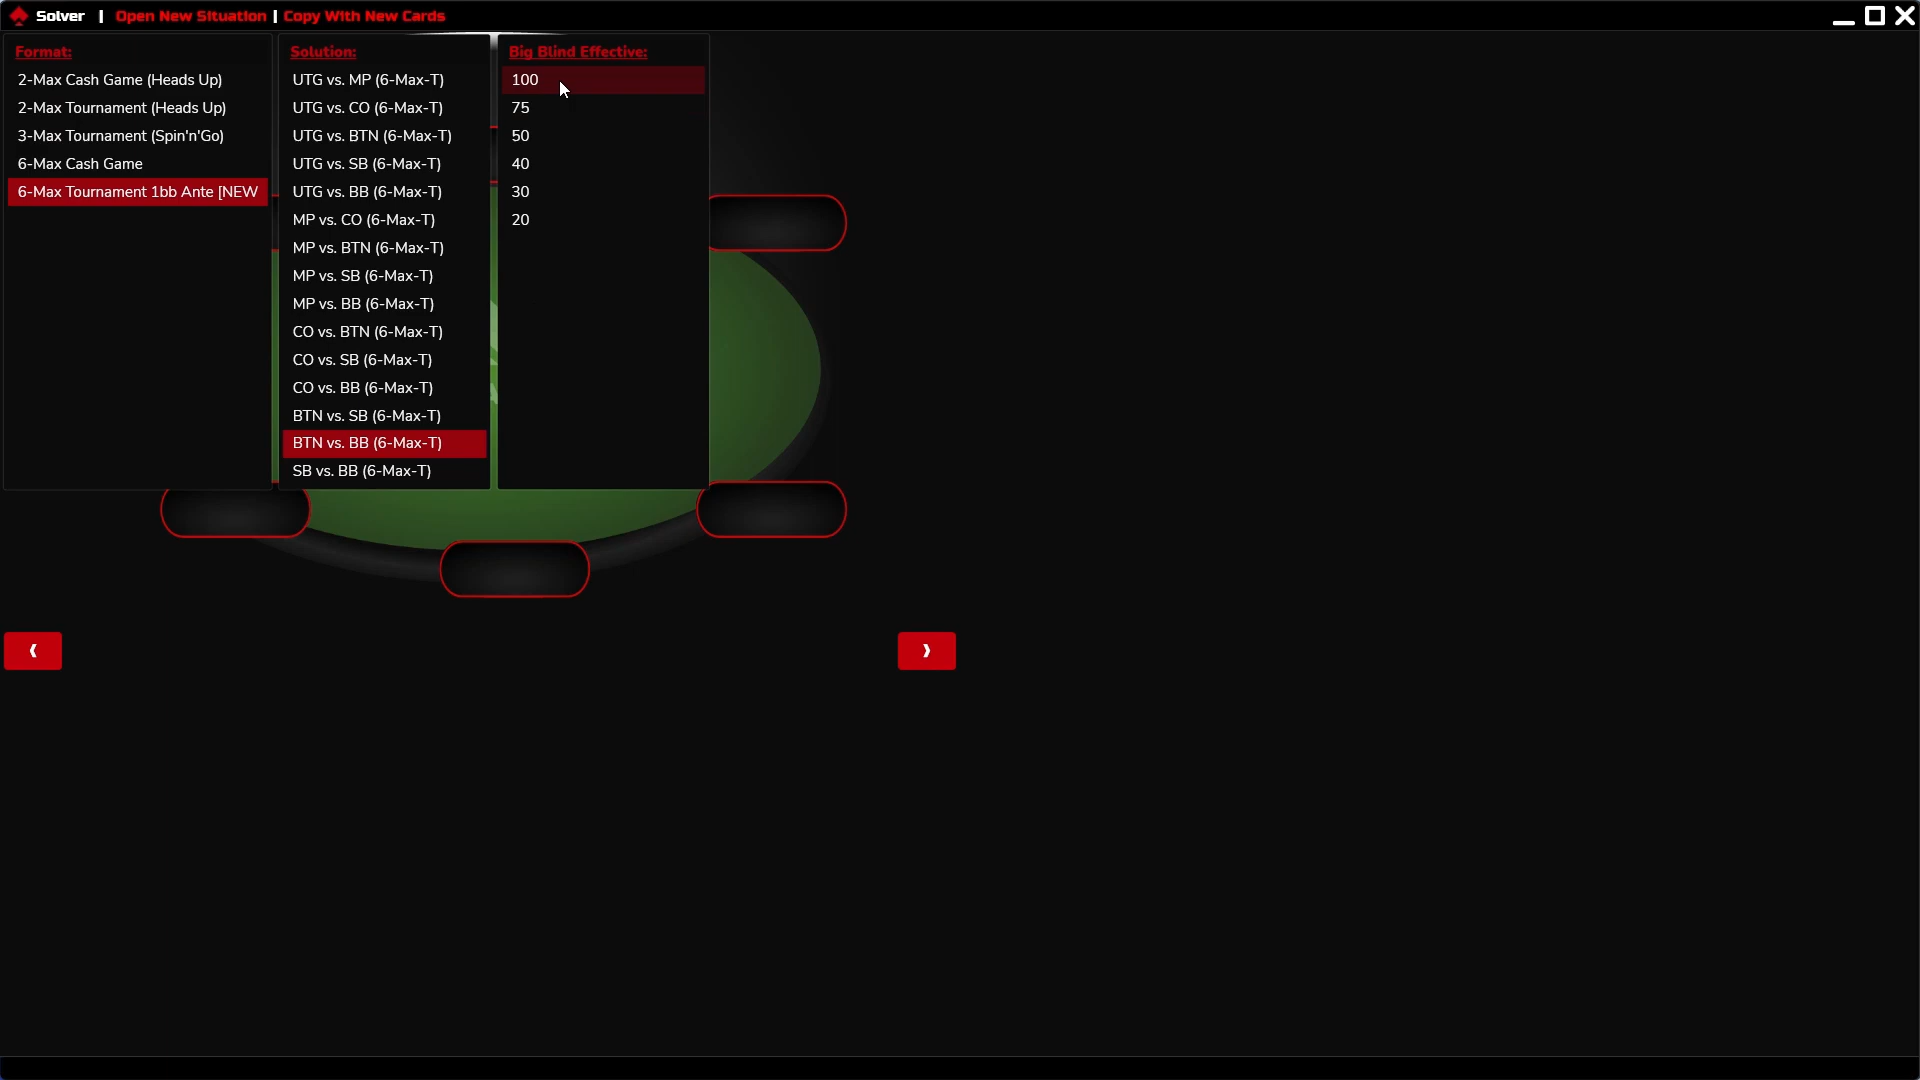 Solver | Open New Situation | Copy With New Cards
Format:
2-Max Cash Game (Heads Up)
2-Max Tournament (Heads Up)
3-Max Tournament (Spin'n'Go)
6-Max Cash Game
6-Max Tournament 1bb Ante [NEW
Solution:
UTG vs. MP (6-Max-T)
UTG vs. CO (6-Max-T)
UTG vs. BTN (6-Max-T)
UTG vs. SB (6-Max-T)
UTG vs. BB (6-Max-T)
MP vs. CO (6-Max-T)
MP vs. BTN (6-Max-T)
MP vs. SB (6-Max-T)
MP vs. BB (6-Max-T)
CO vs. BTN (6-Max-T)
CO vs. SB (6-Max-T)
CO vs. BB (6-Max-T)
BTN vs. SB (6-Max-T)
BTN vs. BB (6-Max-T)
SB vs. BB (6-Max-T)
Big Blind Effective:
100
75
50
40
30
20